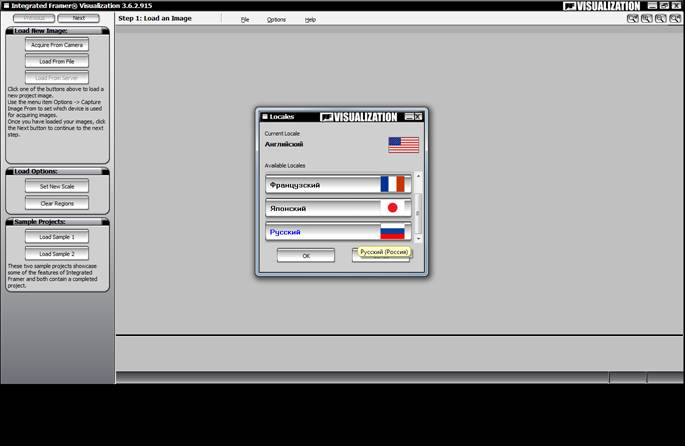 Integrated Framer® Visualization 3.6.2.915
VISUALIZATION
Previous
Next
Step 1: Load an Image
File
Options
Help
Load New Image:
Acquire From Camera
Load From File
Load From Server
Click one of the buttons above to load a
new project image.
Use the menu item Options -> Capture
Image From to set which device is used
for acquiring images.
Once you have loaded your images, click
the Next button to continue to the next
step.
Load Options:
Set New Scale
Clear Regions
Sample Projects:
Load Sample 1
Load Sample 2
These two sample projects showcase
some of the features of Integrated
Framer and both contain a completed
project.
Locales
VISUALIZATION
Current Locale
Английский
Available Locales
Французский
Японский
Русский
Русский (Россия)
OK